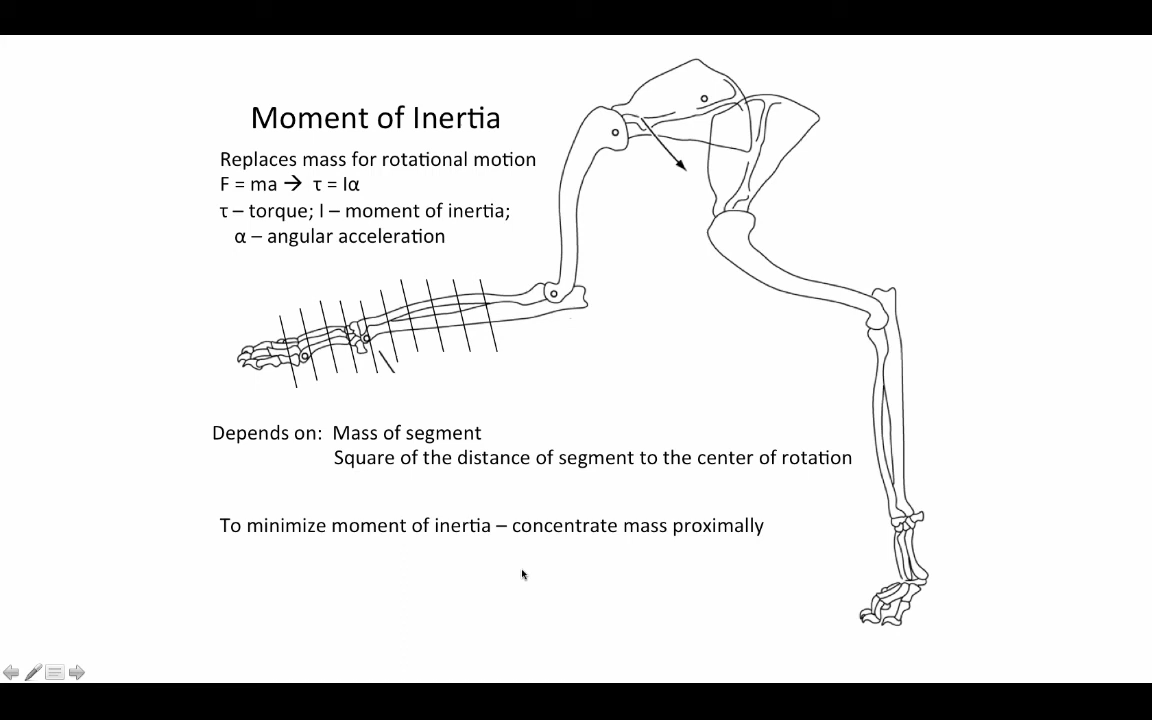 Moment of Inertia
Replaces mass for rotational motion
F = ma → τ = Iα
τ – torque; I – moment of inertia;
α – angular acceleration
Depends on: Mass of segment
Square of the distance of segment to the center of rotation
To minimize moment of inertia – concentrate mass proximally